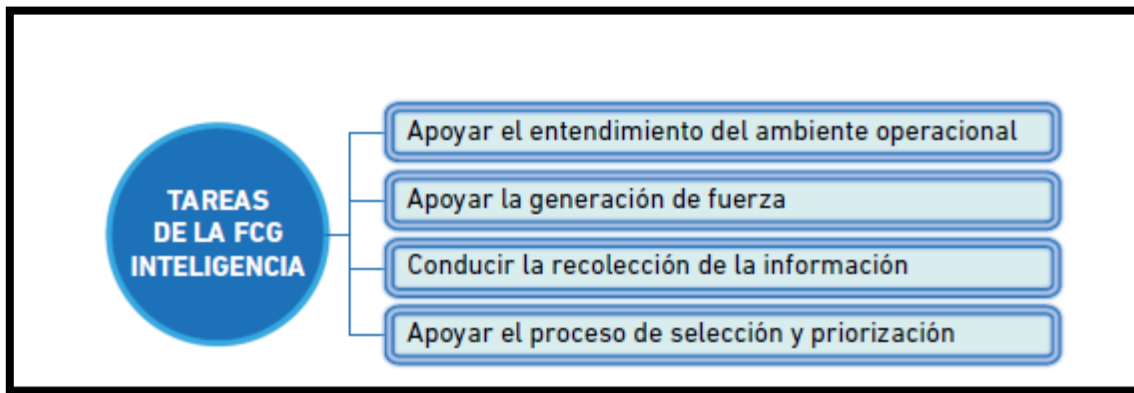 TAREAS
DE LA FCG
INTELIGENCIA
Apoyar el entendimiento del ambiente operacional
Apoyar la generación de fuerza
Conducir la recolección de la información
Apoyar el proceso de selección y priorización